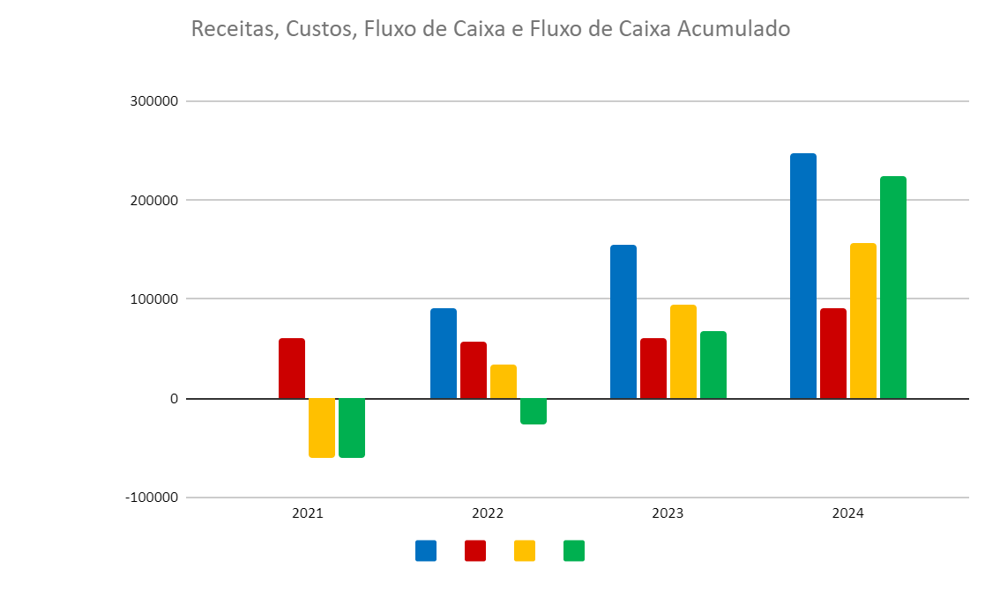 Receitas, Custos, Fluxo de Caixa e Fluxo de Caixa Acumulado
300000
200000
100000
0
-100000
2021 2022 2023 2024